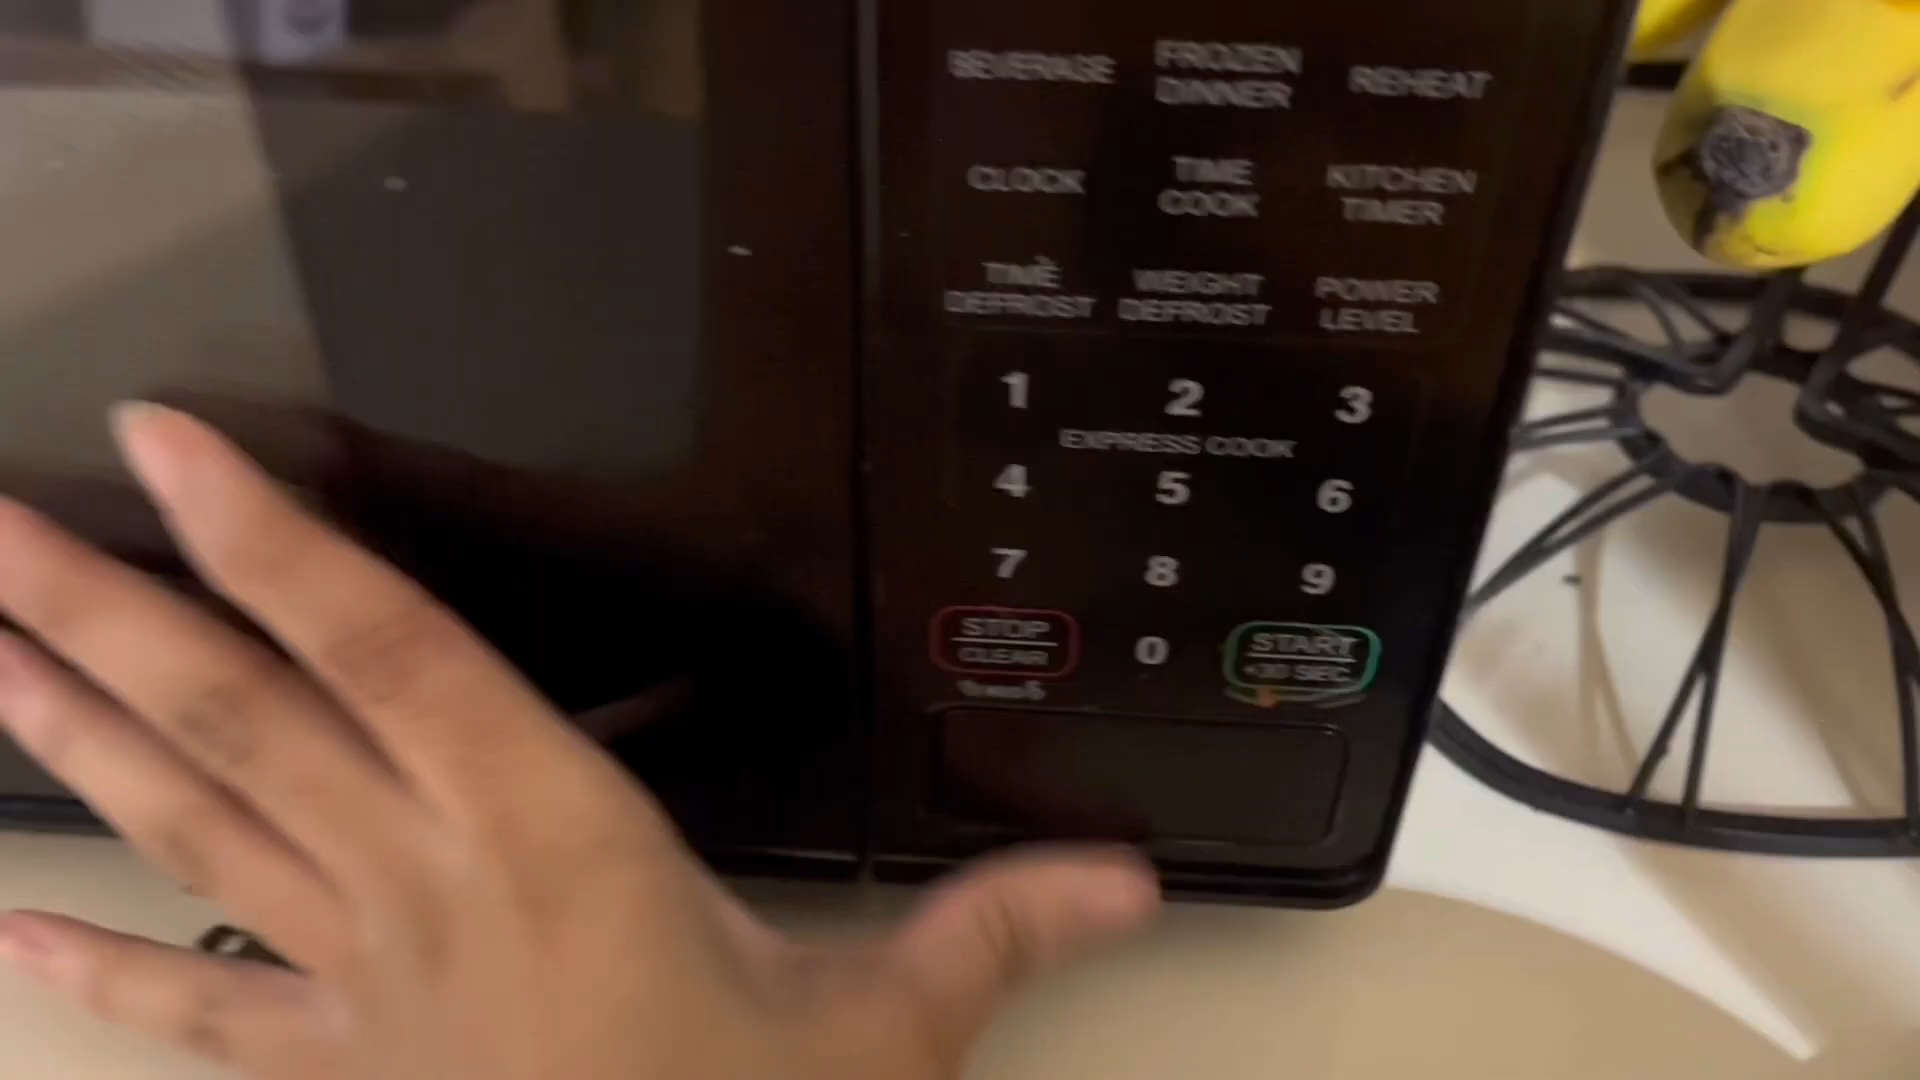 BEVERAGE
FROZEN
DINNER
REHEAT
CLOCK
TIME
COOK
KITCHEN
TIMER
TIME
DEFROST
WEIGHT
DEFROST
POWER
LEVEL
1 2 3
EXPRESS COOK
4 5 6
7 8 9
STOP
CLEAR
0
START
+30 SEC